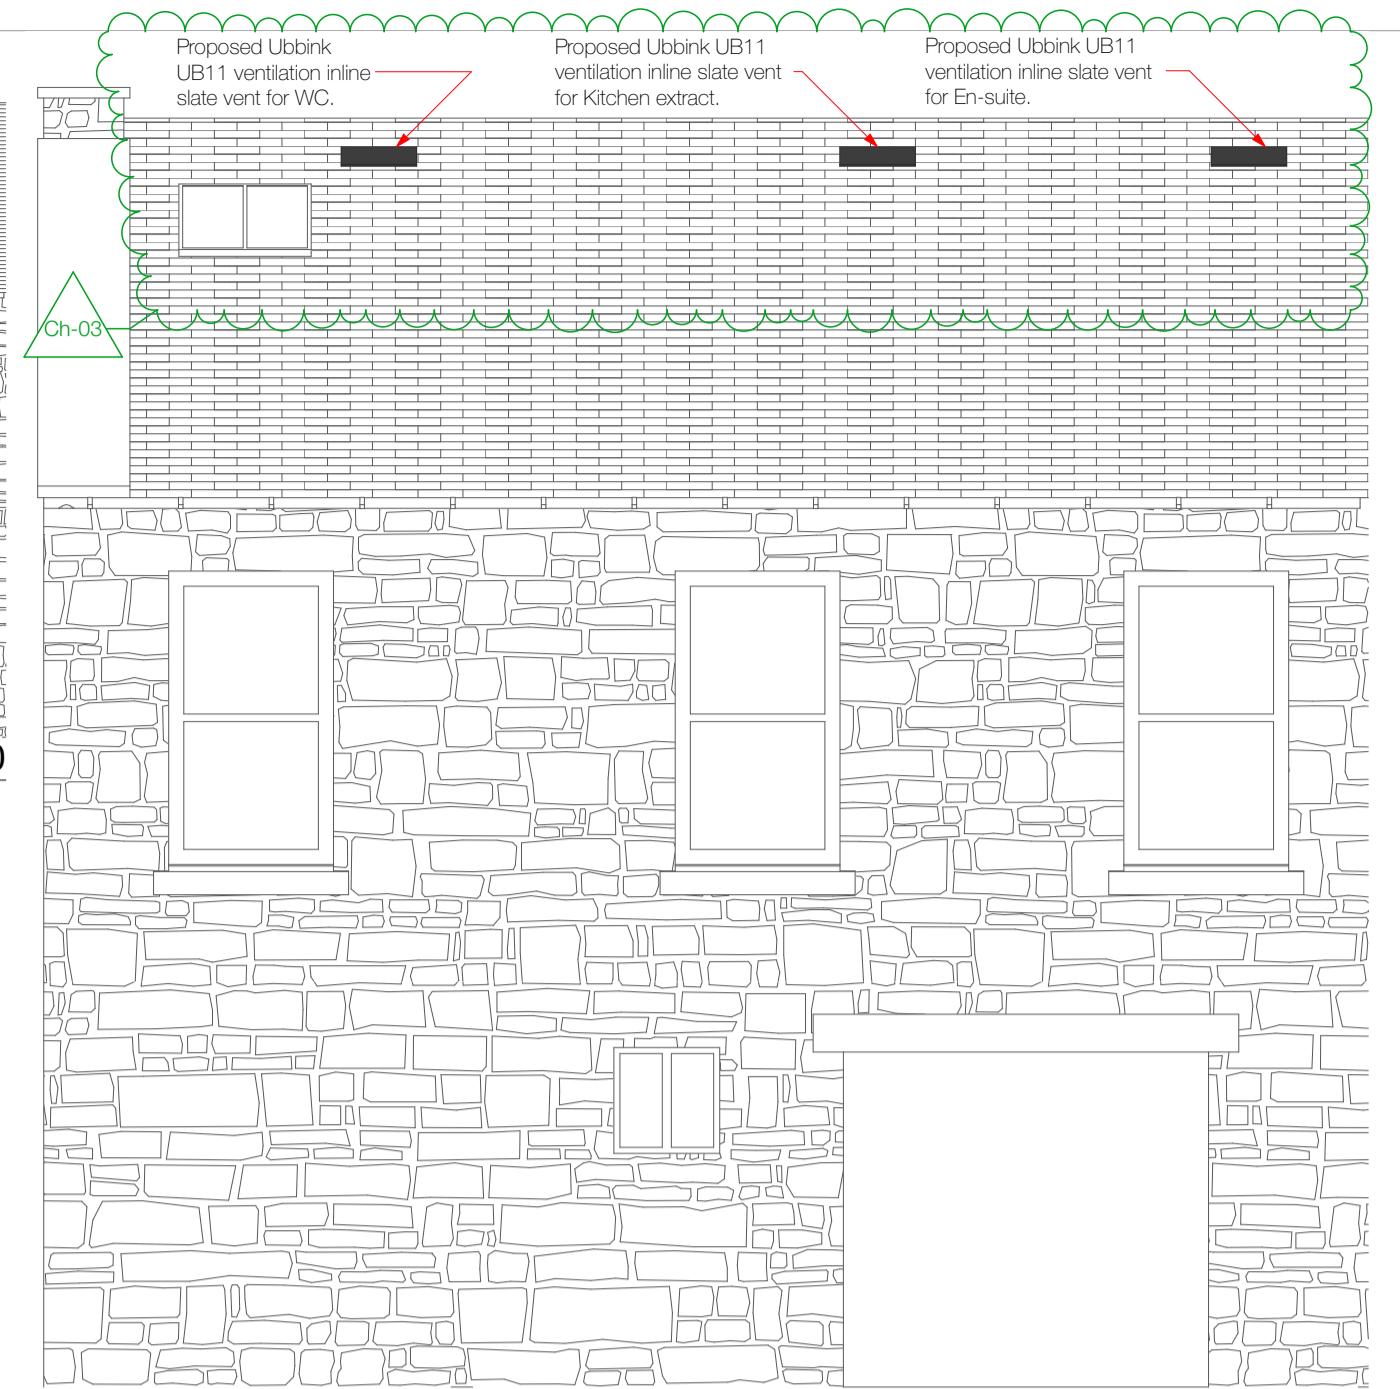 Proposed Ubbink
UB11 ventilation inline
slate vent for WC.
Proposed Ubbink UB11
ventilation inline slate vent
for Kitchen extract.
Proposed Ubbink UB11
ventilation inline slate vent
for En-suite.
Ch-03